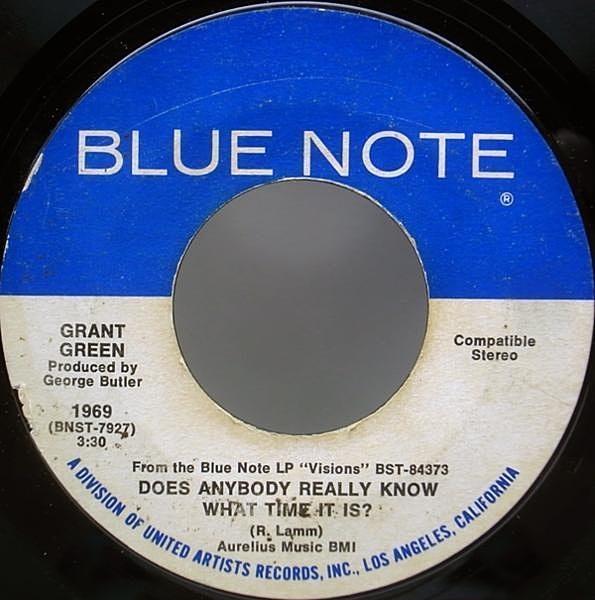 BLUE NOTE
®
GRANT
GREEN
Produced by
George Butler
1969
(BNST-7927)
3:30
Compatible
Stereo
From the Blue Note LP "Visions" BST-84373
DOES ANYBODY REALLY KNOW
WHAT TIME IT IS?
(R. Lamm)
Aurelius Music BMI
A DIVISION OF UNITED ARTISTS RECORDS, INC., LOS ANGELES, CALIFORNIA